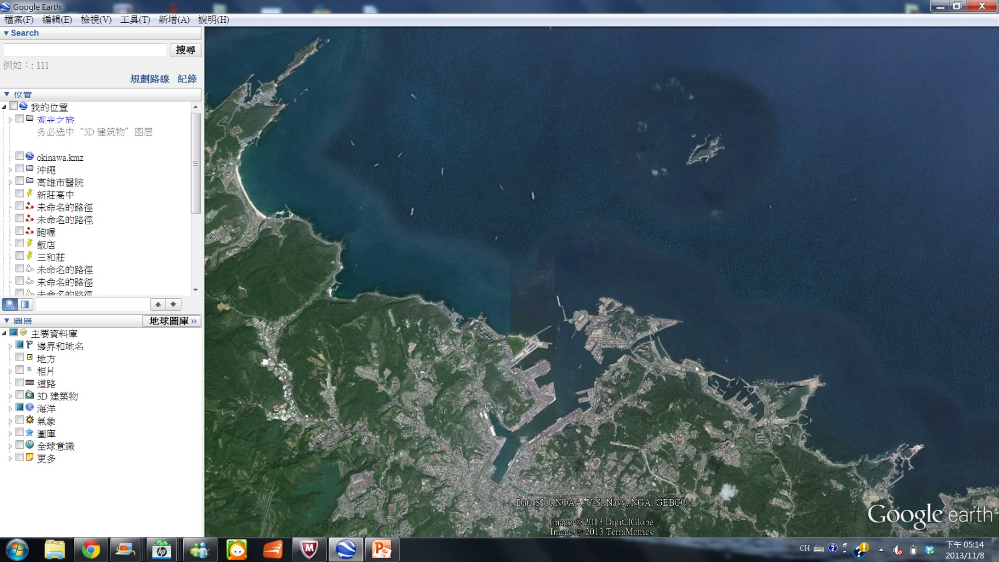 Google Earth
檔案(F) 編輯(E) 檢視(V) 工具(T) 新增(A) 說明(H)
Search
搜尋
例如：: 111
規劃路線 紀錄
位置
我的位置
观光之旅
务必选中“3D 建筑物”图层
okinawa.kmz
沖繩
高雄市醫院
新莊高中
未命名的路徑
未命名的路徑
跑喔
飯店
三和莊
未命名的路徑
未命名的路徑
未命名的路徑
圖層
地球圖庫 »
主要資料庫
邊界和地名
地方
相片
道路
3D 建築物
海洋
氣象
圖庫
全球意識
更多
Data SIO, NOAA, U.S. Navy, NGA, GEBCO
Image © 2013 DigitalGlobe
Image © 2013 TerraMetrics
Google earth
CH
下午 05:14
2013/11/8